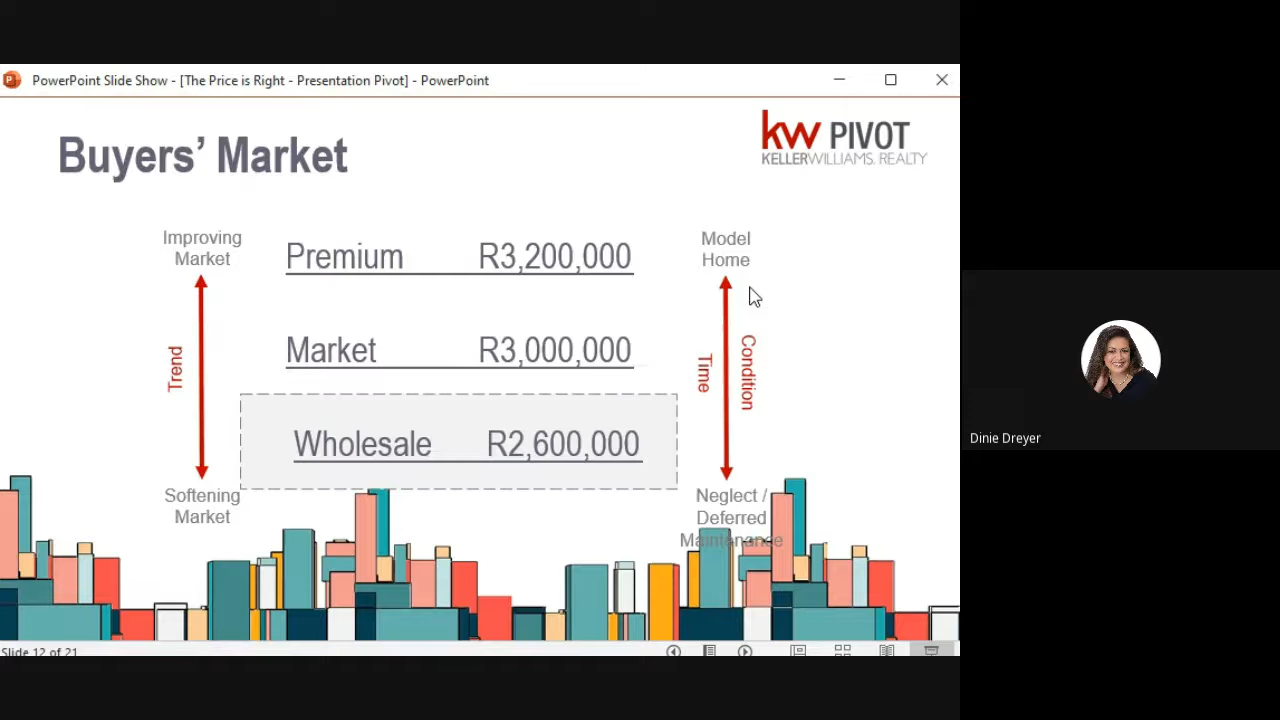 PowerPoint Slide Show - [The Price is Right - Presentation Pivot] - PowerPoint
kw PIVOT
KELLERWILLIAMS. REALTY
Buyers’ Market
Improving
Market
Premium R3,200,000
Model
Home
Trend
Market R3,000,000
Time
Condition
Wholesale R2,600,000
Softening
Market
Neglect /
Deferred
Maintenance
Dinie Dreyer
Slide 12 of 21